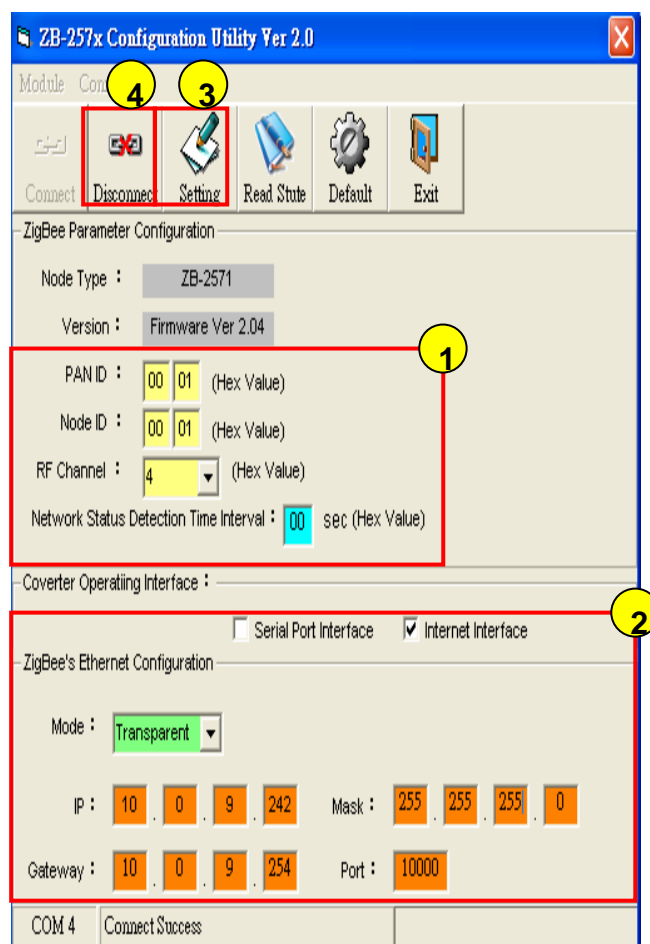 ZB-257x Configuration Utility Ver 2.0
Module
4
3
Connect Disconnect Setting Read Stute Default Exit
ZigBee Parameter Configuration
Node Type : ZB-2571
Version : Firmware Ver 2.04
1
PAN ID : 00 01 (Hex Value)
Node ID : 00 01 (Hex Value)
RF Channel : 4 (Hex Value)
Network Status Detection Time Interval : 00 sec (Hex Value)
Coverter Operatiing Interface :
2
Serial Port Interface Internet Interface
ZigBee's Ethernet Configuration
Mode : Transparent
IP : 10 . 0 . 9 . 242 Mask : 255 . 255 . 255 . 0
Gateway : 10 . 0 . 9 . 254 Port : 10000
COM 4 Connect Success